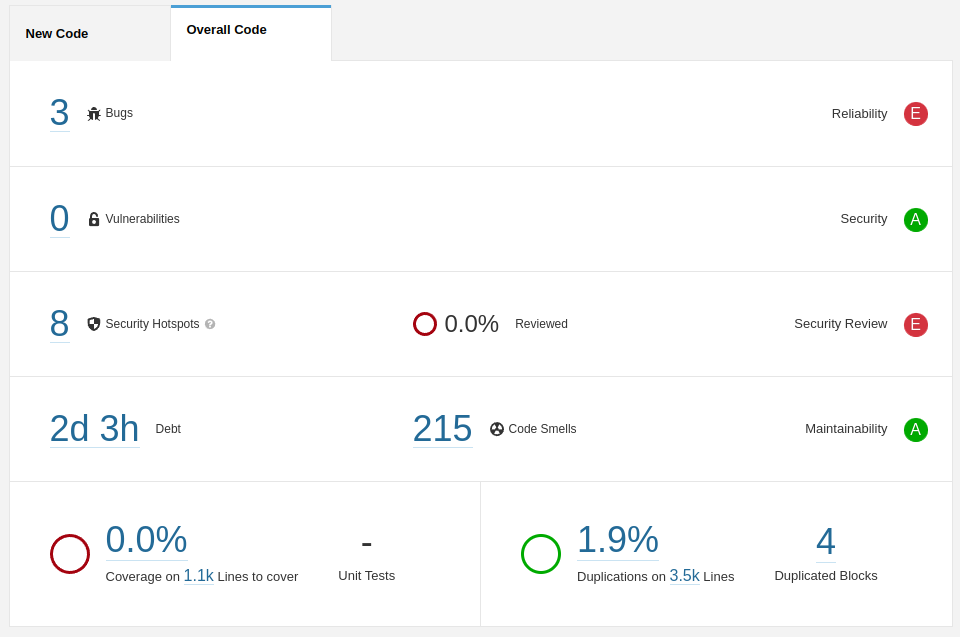 New Code
Overall Code
3 Bugs Reliability E
0 Vulnerabilities Security A
8 Security Hotspots ? 0.0% Reviewed Security Review E
2d 3h Debt 215 Code Smells Maintainability A
0.0% - 1.9% 4
Coverage on 1.1k Lines to cover Unit Tests Duplications on 3.5k Lines Duplicated Blocks